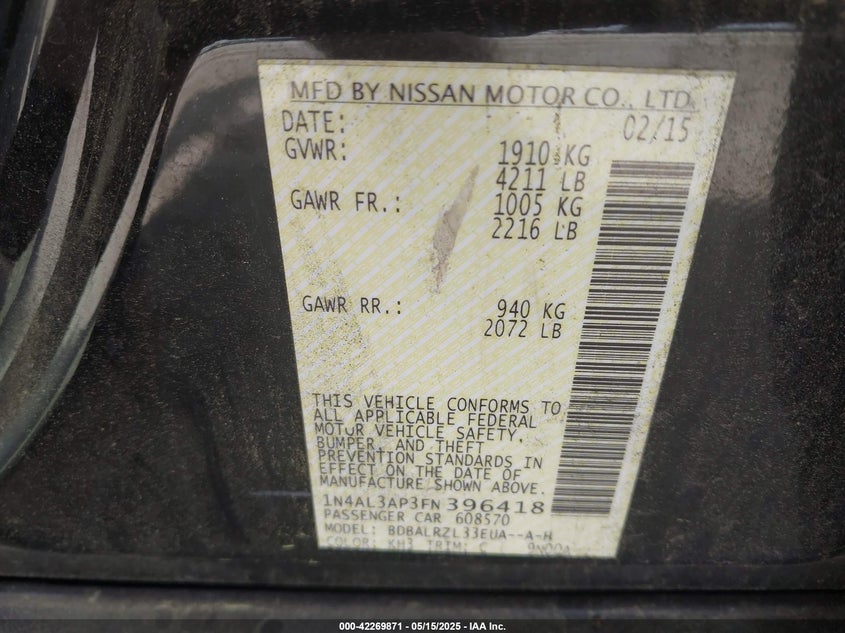 MFD BY NISSAN MOTOR CO., LTD.
DATE: 02/15
GVWR: 1910 KG
4211 LB
GAWR FR.: 1005 KG
2216 LB
GAWR RR.: 940 KG
2072 LB
THIS VEHICLE CONFORMS TO
ALL APPLICABLE FEDERAL
MOTOR VEHICLE SAFETY,
BUMPER, AND THEFT
PREVENTION STANDARDS IN
EFFECT ON THE DATE OF
MANUFACTURE SHOWN ABOVE.
1N4AL3AP3FN396418
PASSENGER CAR 608570
MODEL: BDBALRZL33EUA--A-H
COLOR: KH3 TRIM: C
000-42269871 - 05/15/2025 - IAA Inc.